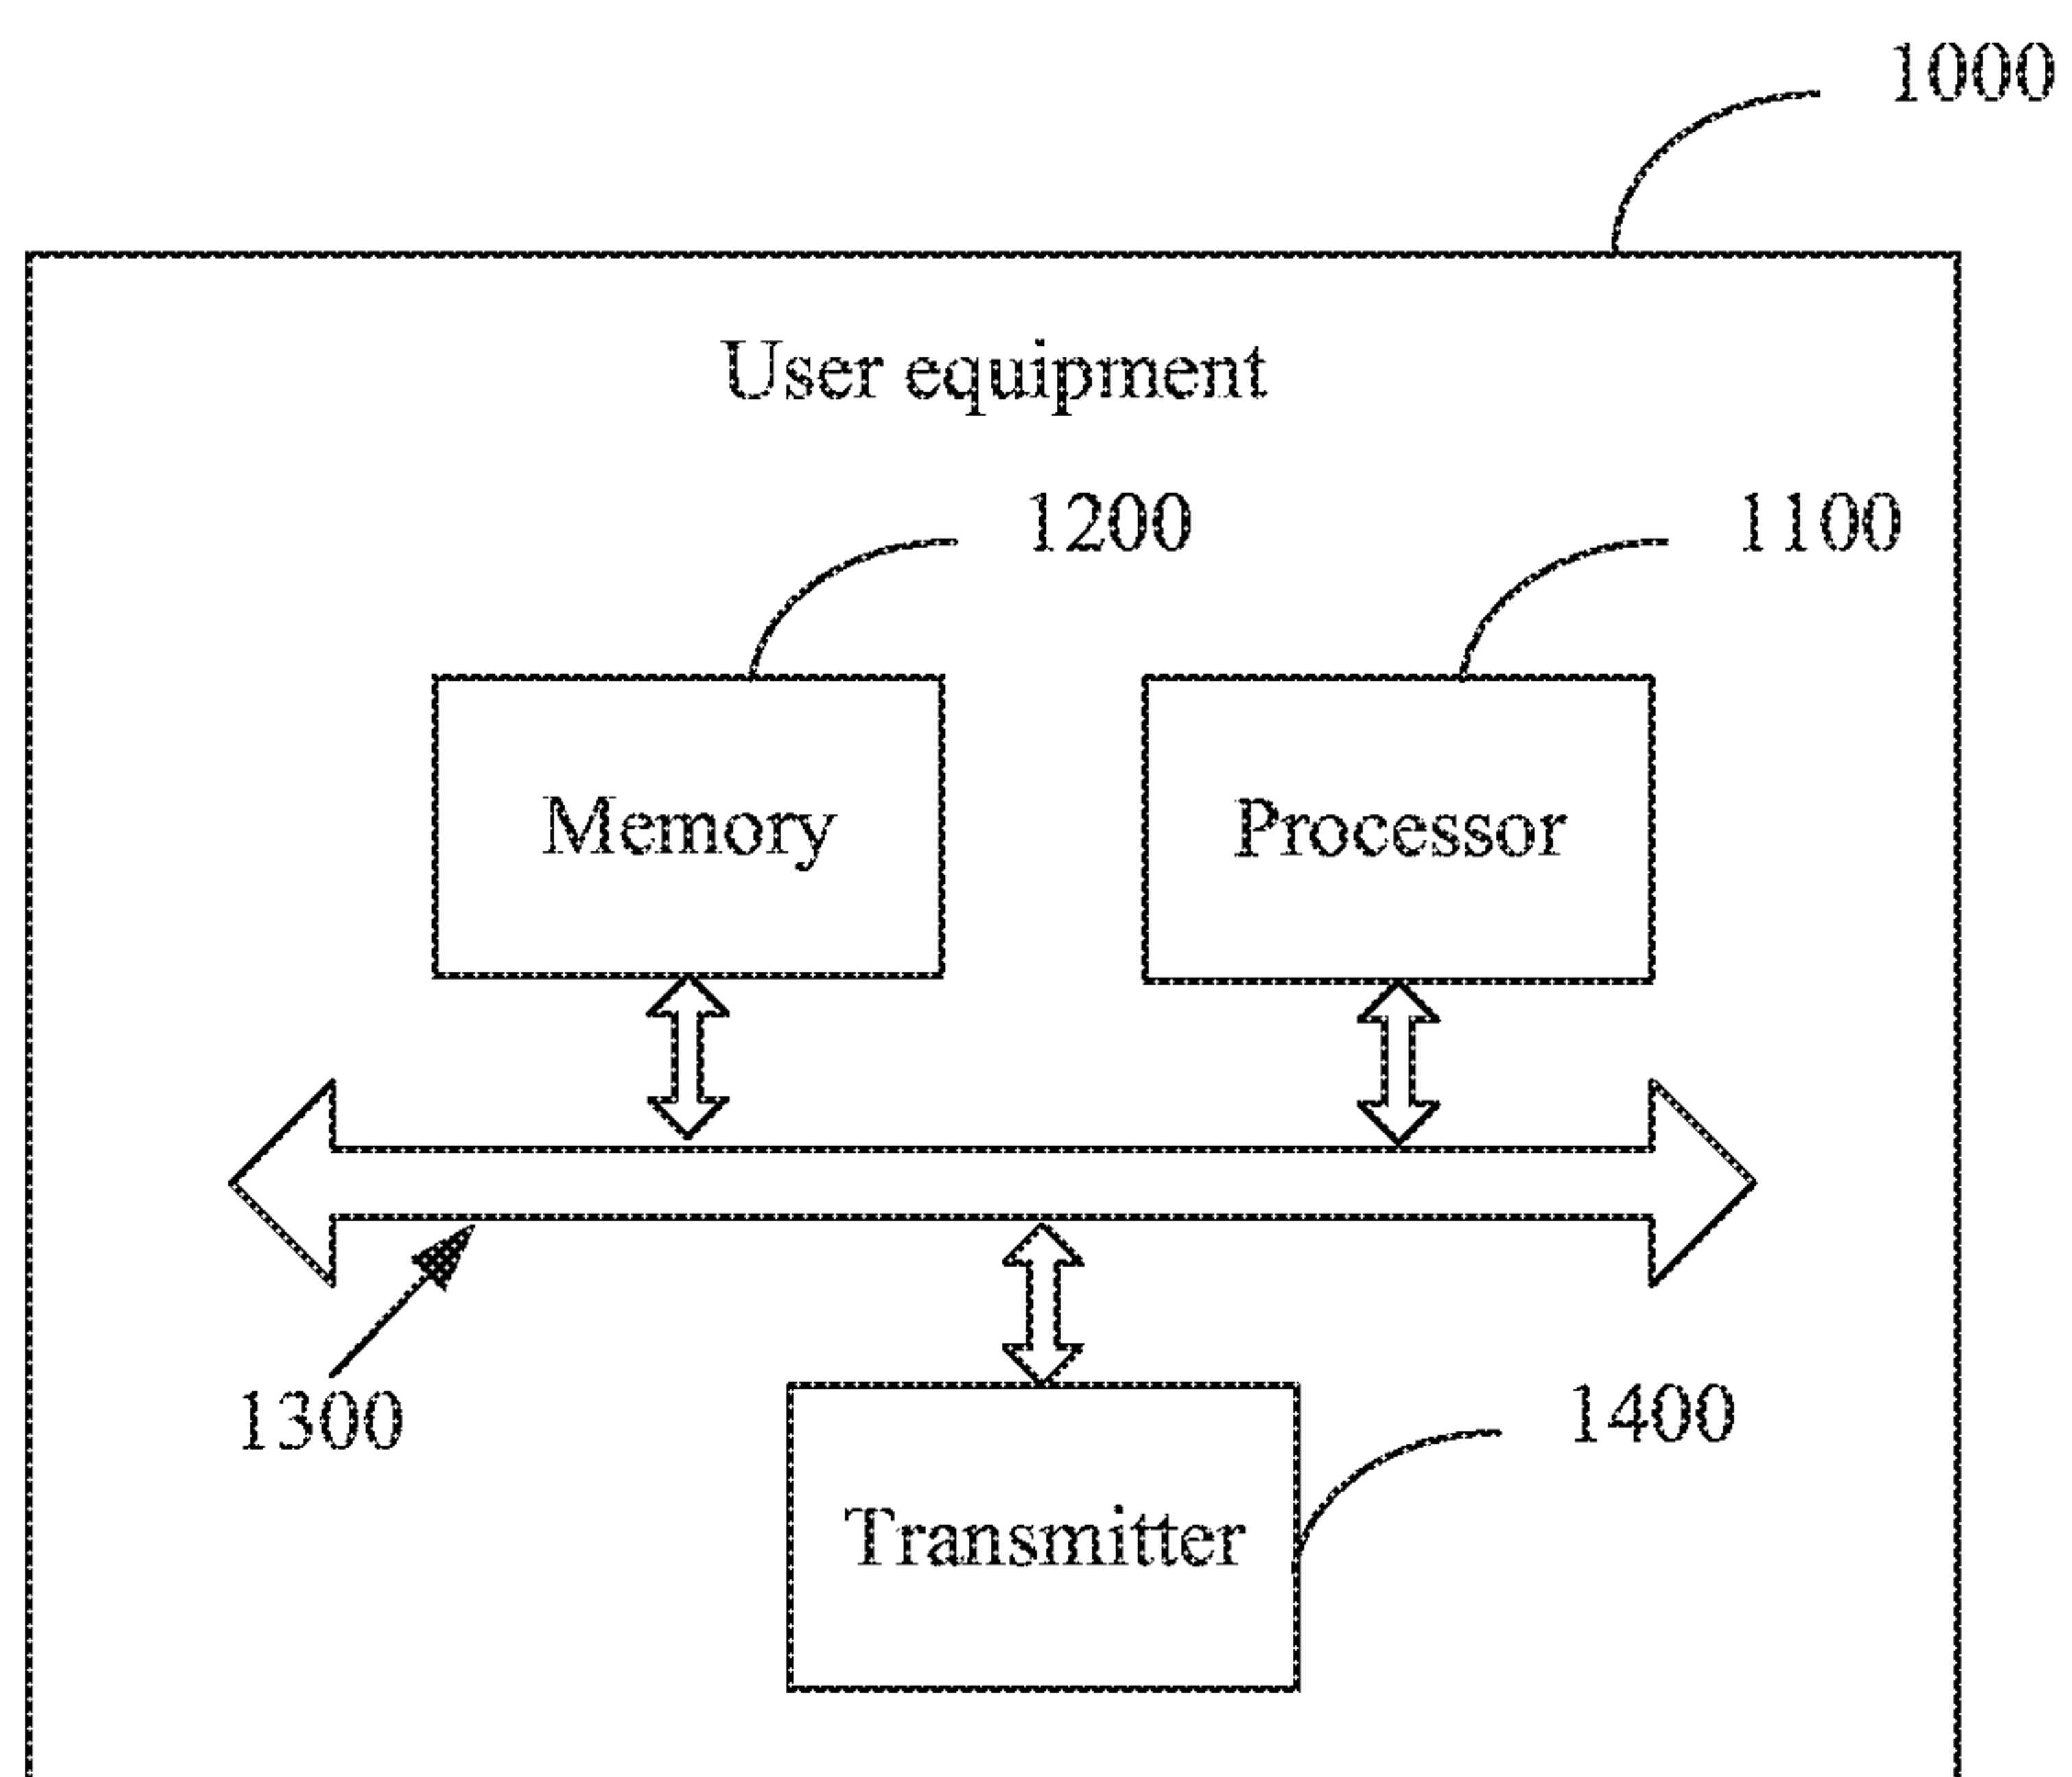 1000
User equipment
1200
1100
Memory
Processor
1300
1400
Transmitter